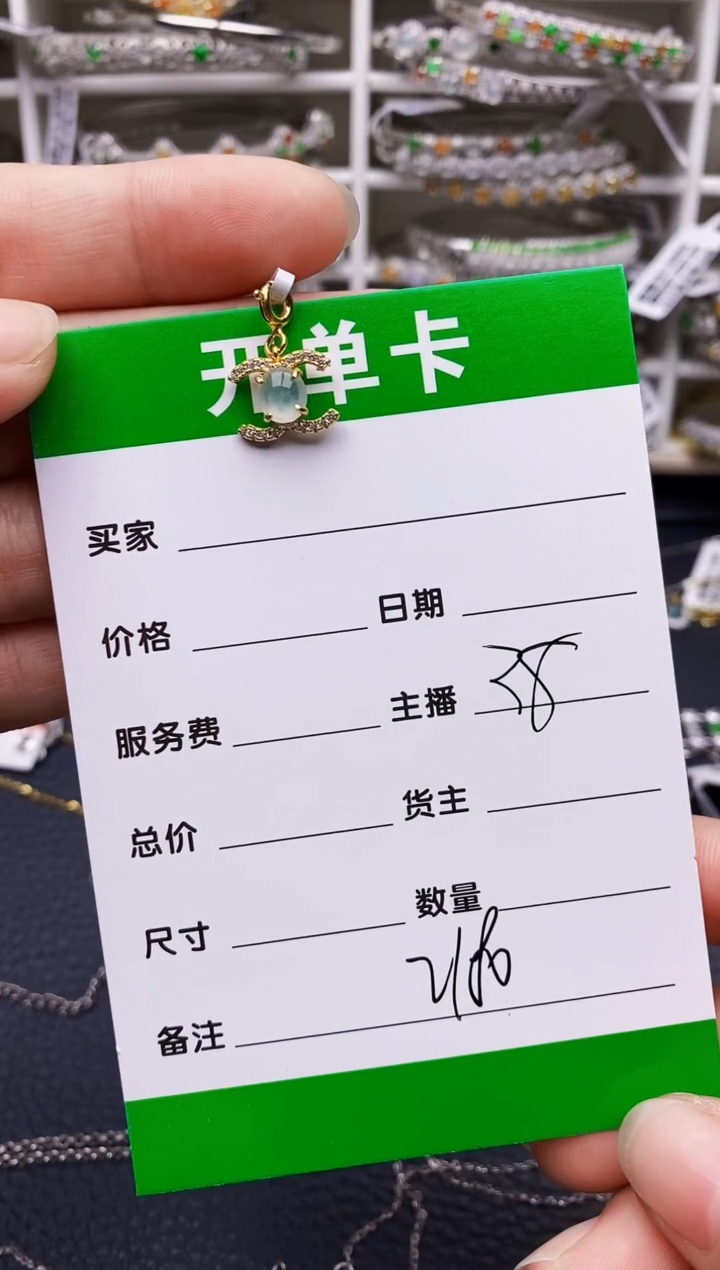 开单卡
买家
价格 日期
服务费 主播 58
总价 货主
尺寸 数量
备注